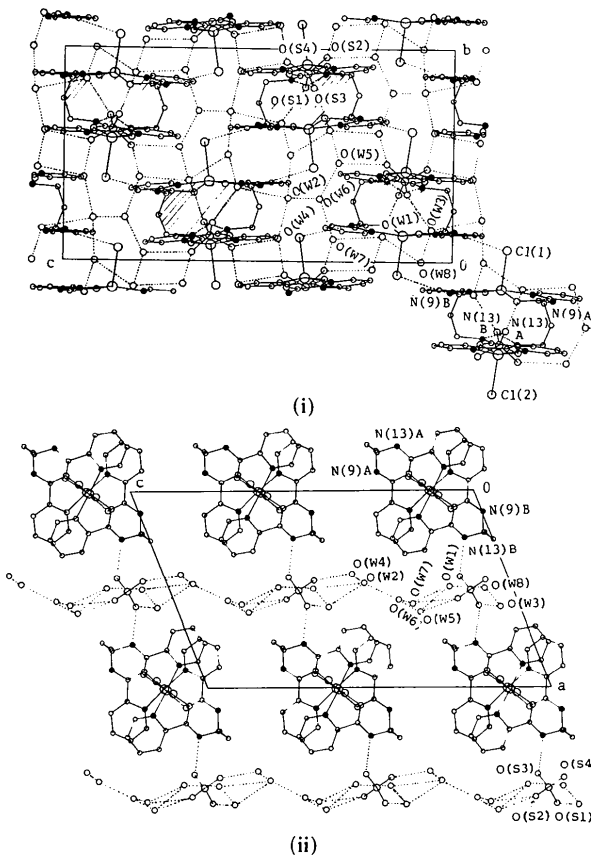 O(S4)
O(S2)
b
O(S1)
O(S3
O(W5)
O(W2)
O(W6)
O(W4)
O(W1)
O(W3)
O(W7)
c
0
O(W8)
Cl(1)
N(9)B
N(9)A
N(13)
B
N(13)
A
Cl(2)
(i)
N(13)A
N(9)A
c
0
N(9)B
N(13)B
O(W4)
O(W2)
O(W7)
O(W1)
O(W8)
O(W3)
O(W6)
O(W5)
a
O(S3)
O(S4
O(S2)
O(S1)
(ii)